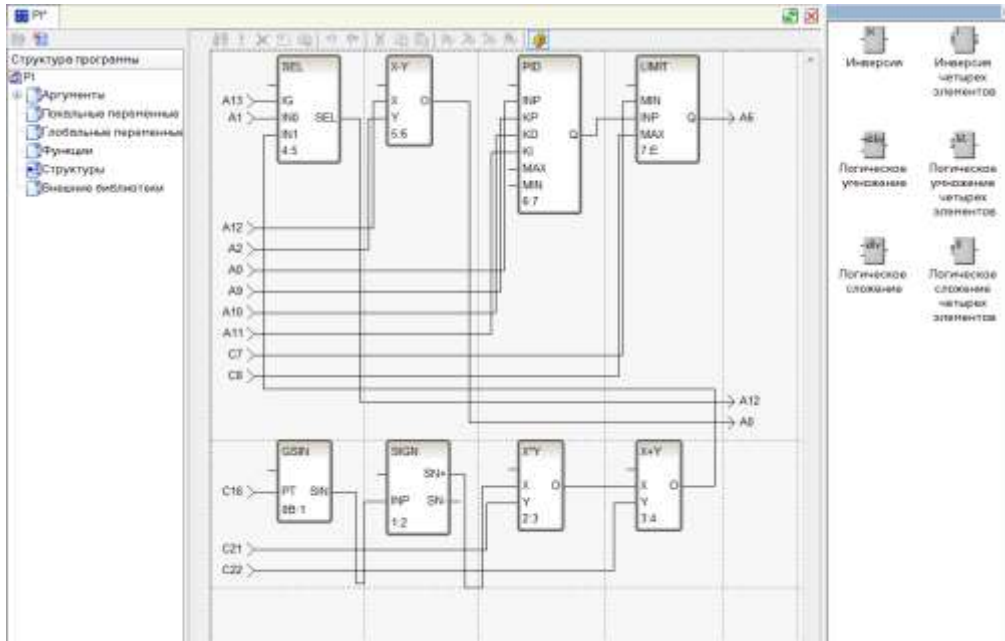 PI*
Структура программы
PI
Аргументы
Локальные переменные
Глобальные переменные
Функции
Структуры
Внешние библиотеки
SEL
IG
IN0 SEL
IN1
4:5
X-Y
X O
Y
5:6
PID
INP
KP
KD Q
KI
MAX
MIN
6:7
LIMIT
MIN
INP Q
MAX
7:E
A13
A1
A6
A12
A2
A0
A9
A10
A11
C7
C8
A12
A0
GSIN
PT SIN
0B:1
SIGN
SN+
INP SN-
1:2
X*Y
X O
Y
2:3
X+Y
X O
Y
3:4
C16
C21
C22
Инверсия
Инверсия
четырех
элементов
Логическое
умножение
Логическое
умножение
четырех
элементов
Логическое
сложение
Логическое
сложение
четырех
элементов